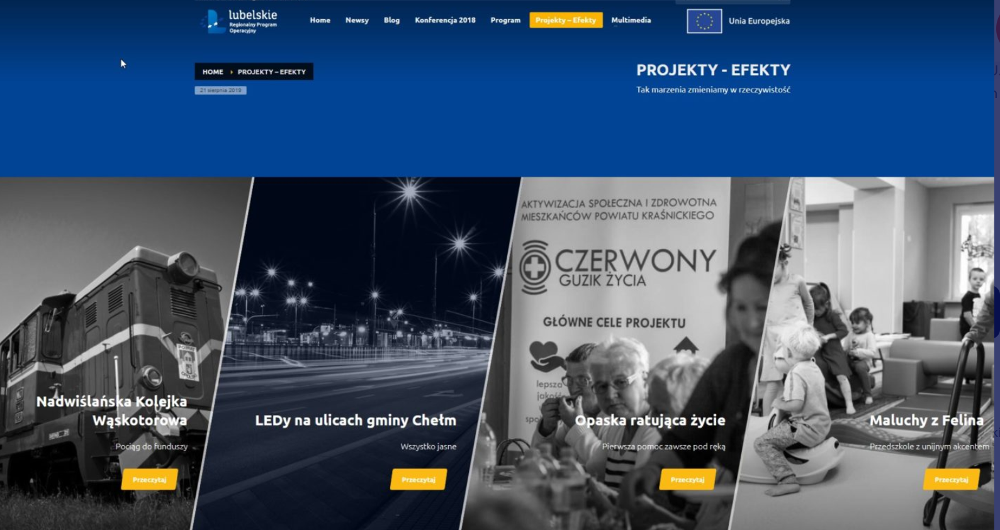 lubelskie
Regionalny Program
Operacyjny
Home Newsy Blog Konferencja 2018 Program Projekty – Efekty Multimedia
Unia Europejska
HOME PROJEKTY – EFEKTY
21 sierpnia 2019
PROJEKTY - EFEKTY
Tak marzenia zmieniamy w rzeczywistość
AKTYWIZACJA SPOŁECZNA I ZDROWOTNA
MIESZKAŃCÓW POWIATU KRAŚNICKIEGO
CZERWONY
GUZIK ŻYCIA
GŁÓWNE CELE PROJEKTU
lepsza
jakość
Nadwiślańska Kolejka
Wąskotorowa
Pociąg do funduszy
Przeczytaj
LEDy na ulicach gminy Chełm
Wszystko jasne
Przeczytaj
Opaska ratująca życie
Pierwsza pomoc zawsze pod ręką
Przeczytaj
Maluchy z Felina
Przedszkole z unijnym akcentem
Przeczytaj